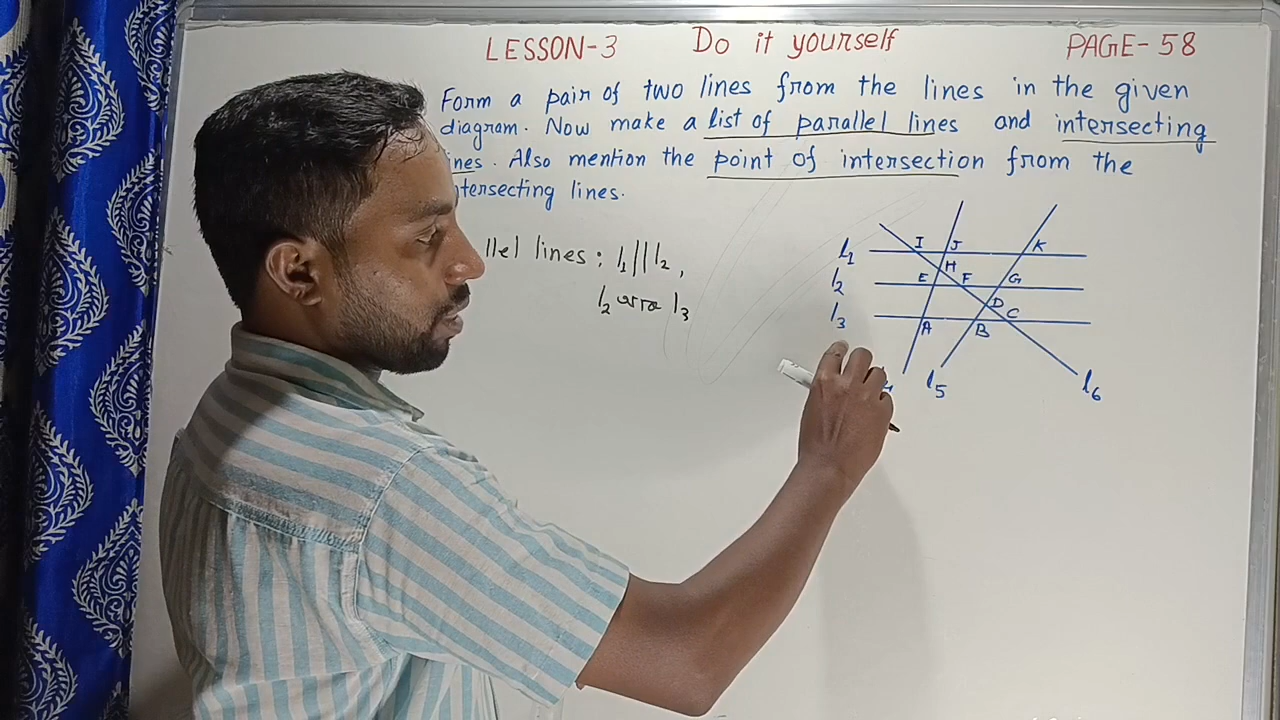 LESSON-3 Do it yourself PAGE-58
Form a pair of two lines from the lines in the given
diagram. Now make a list of parallel lines and intersecting
ines. Also mention the point of intersection from the
ntersecting lines.
llel lines: l₁||l₂,
l₂ আৰু l₃
I J K
l₁
H
E F G
l₂
D C
l₃
A B
l₅ l₆